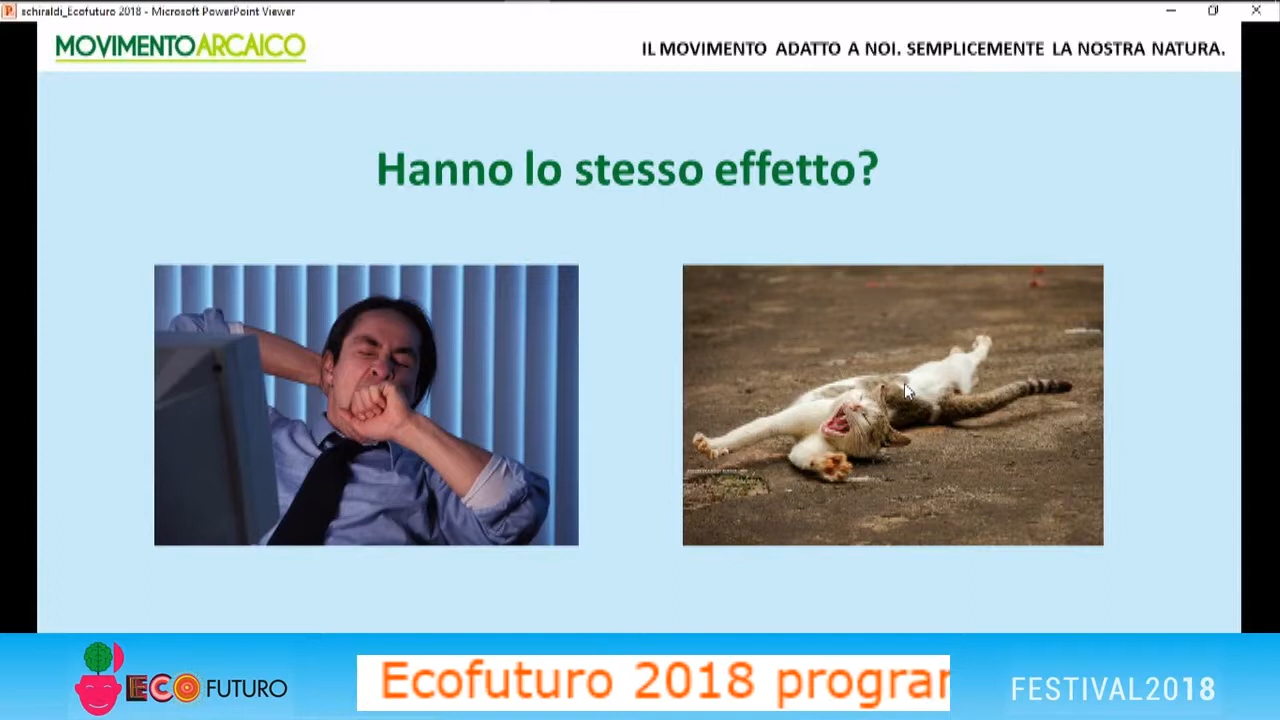 schiraldi_Ecofuturo 2018 - Microsoft PowerPoint Viewer
MOVIMENTOARCAICO
IL MOVIMENTO ADATTO A NOI. SEMPLICEMENTE LA NOSTRA NATURA.
Hanno lo stesso effetto?
ECO FUTURO
Ecofuturo 2018 program
FESTIVAL2018